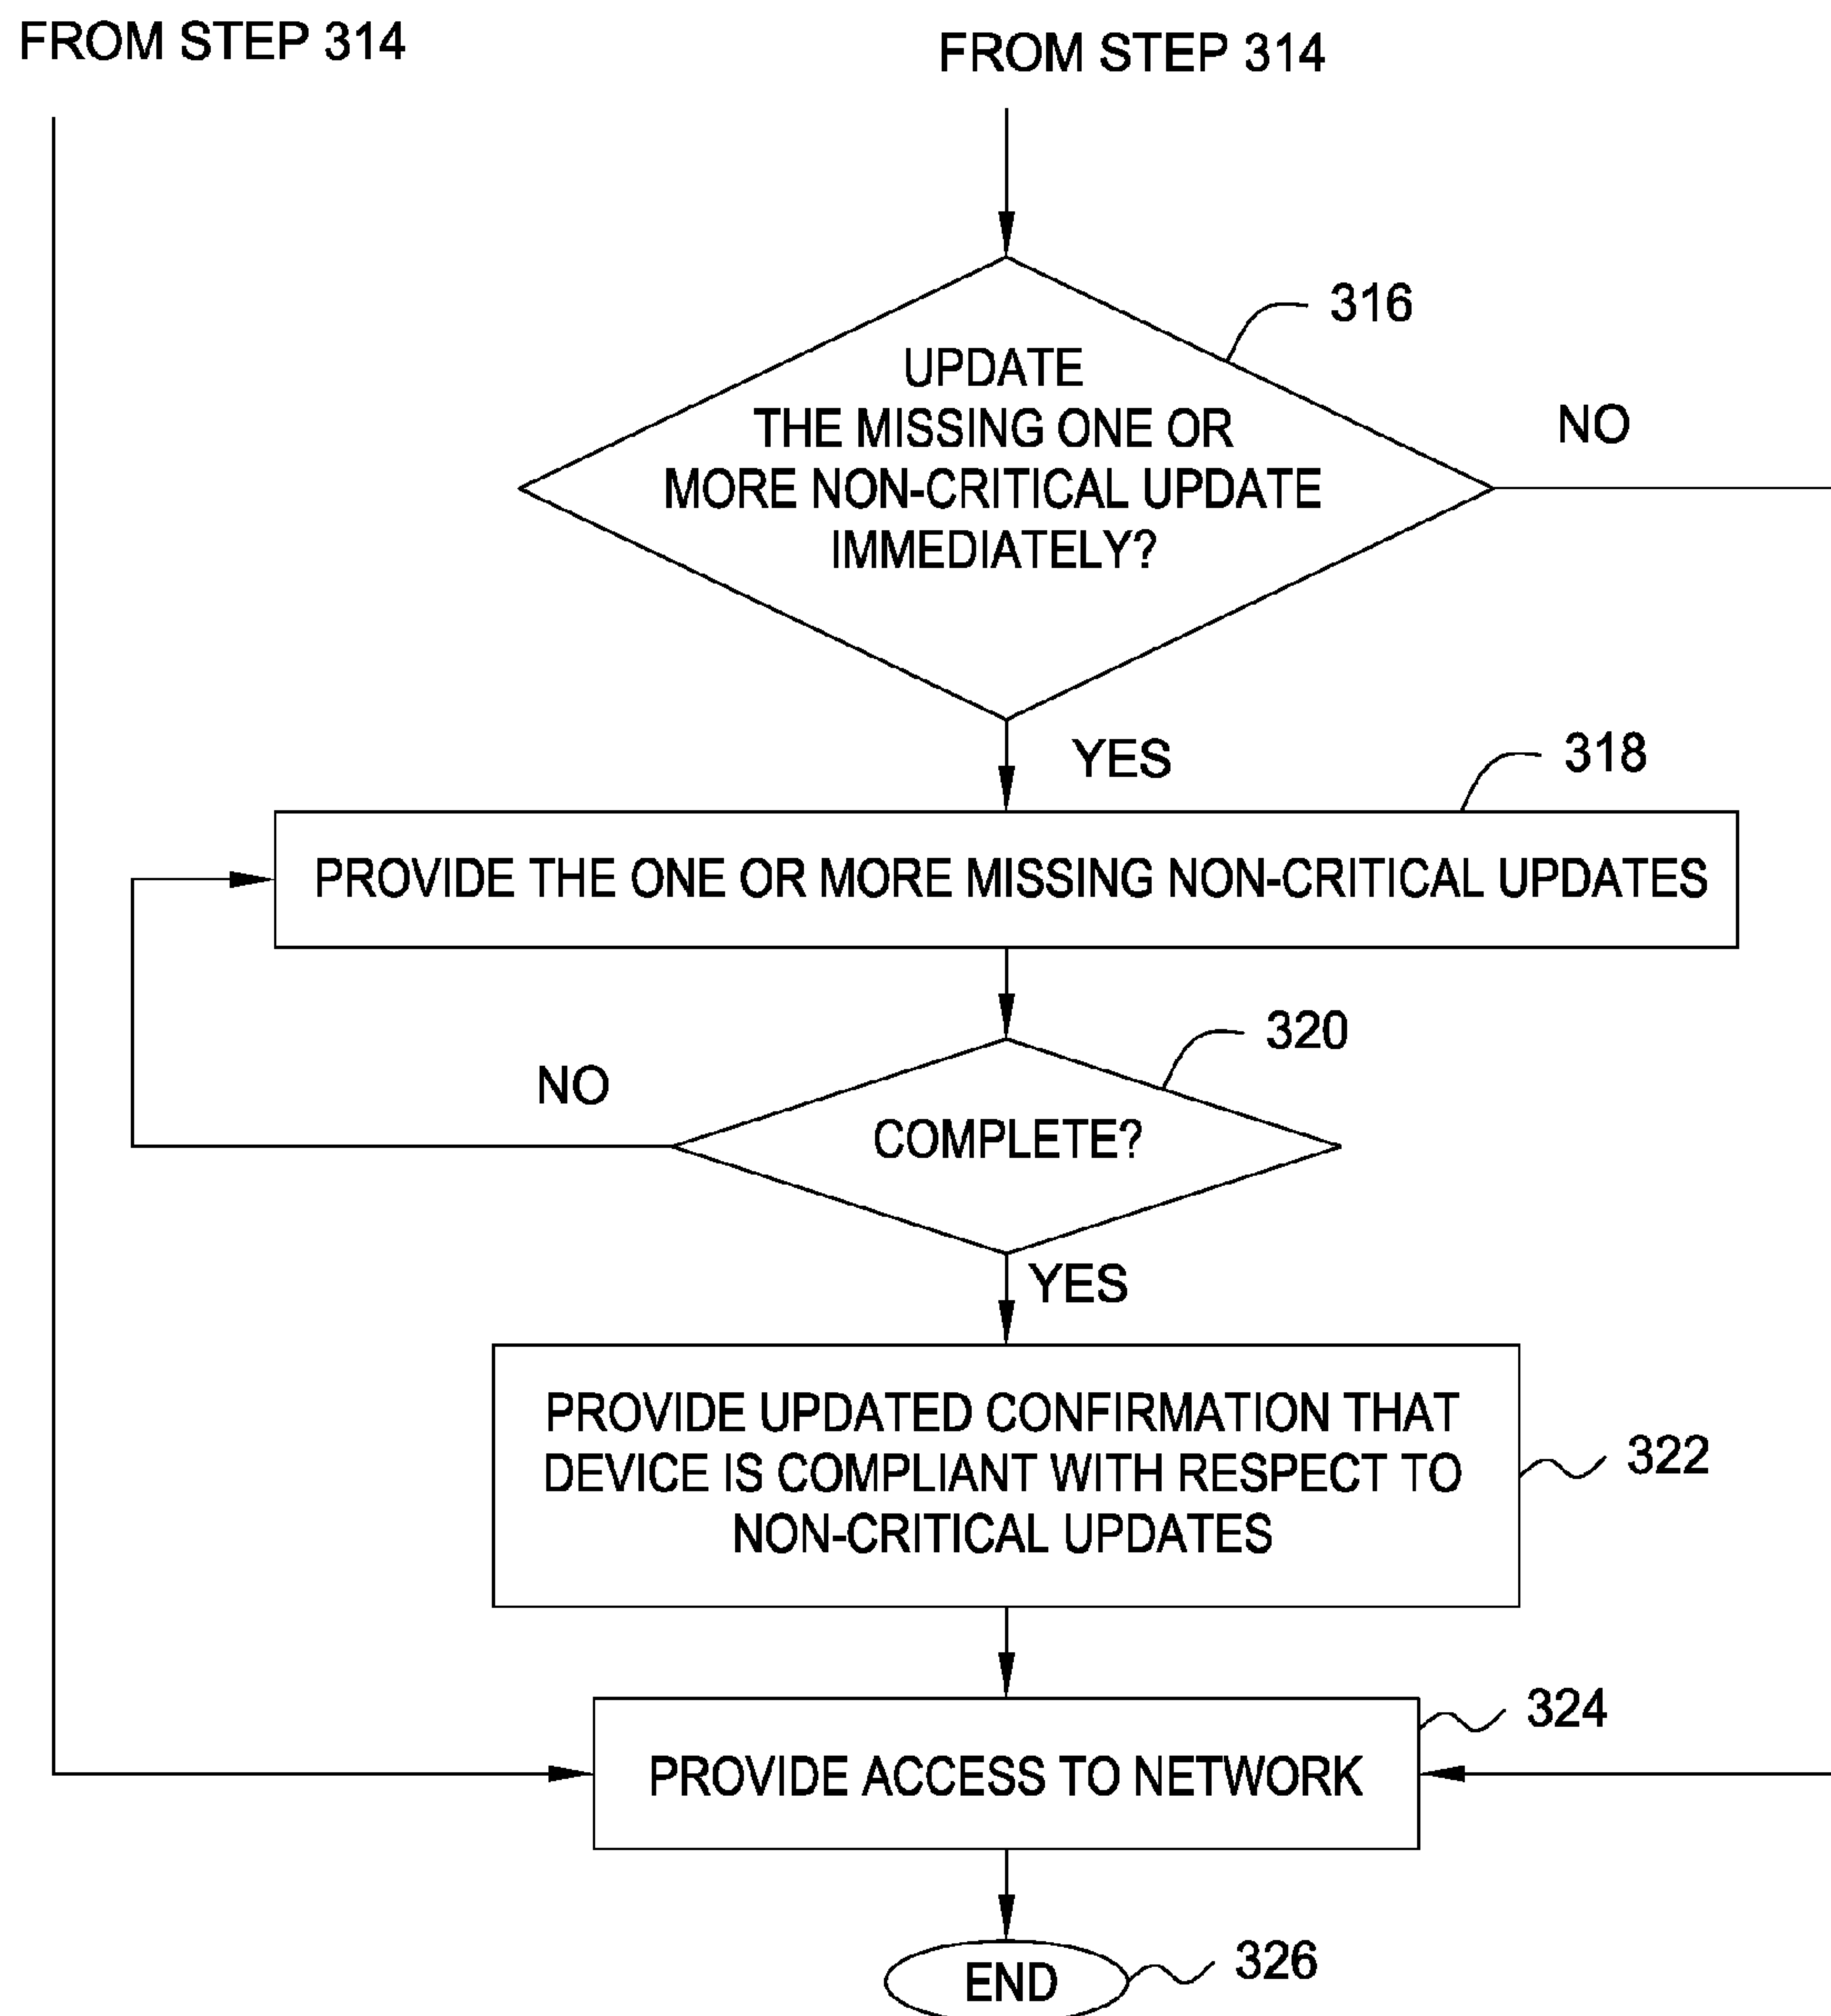 FROM STEP 314
FROM STEP 314
316
UPDATE
THE MISSING ONE OR
MORE NON-CRITICAL UPDATE
IMMEDIATELY?
NO
YES
318
PROVIDE THE ONE OR MORE MISSING NON-CRITICAL UPDATES
320
NO
COMPLETE?
YES
PROVIDE UPDATED CONFIRMATION THAT
DEVICE IS COMPLIANT WITH RESPECT TO
NON-CRITICAL UPDATES
322
324
PROVIDE ACCESS TO NETWORK
END
326